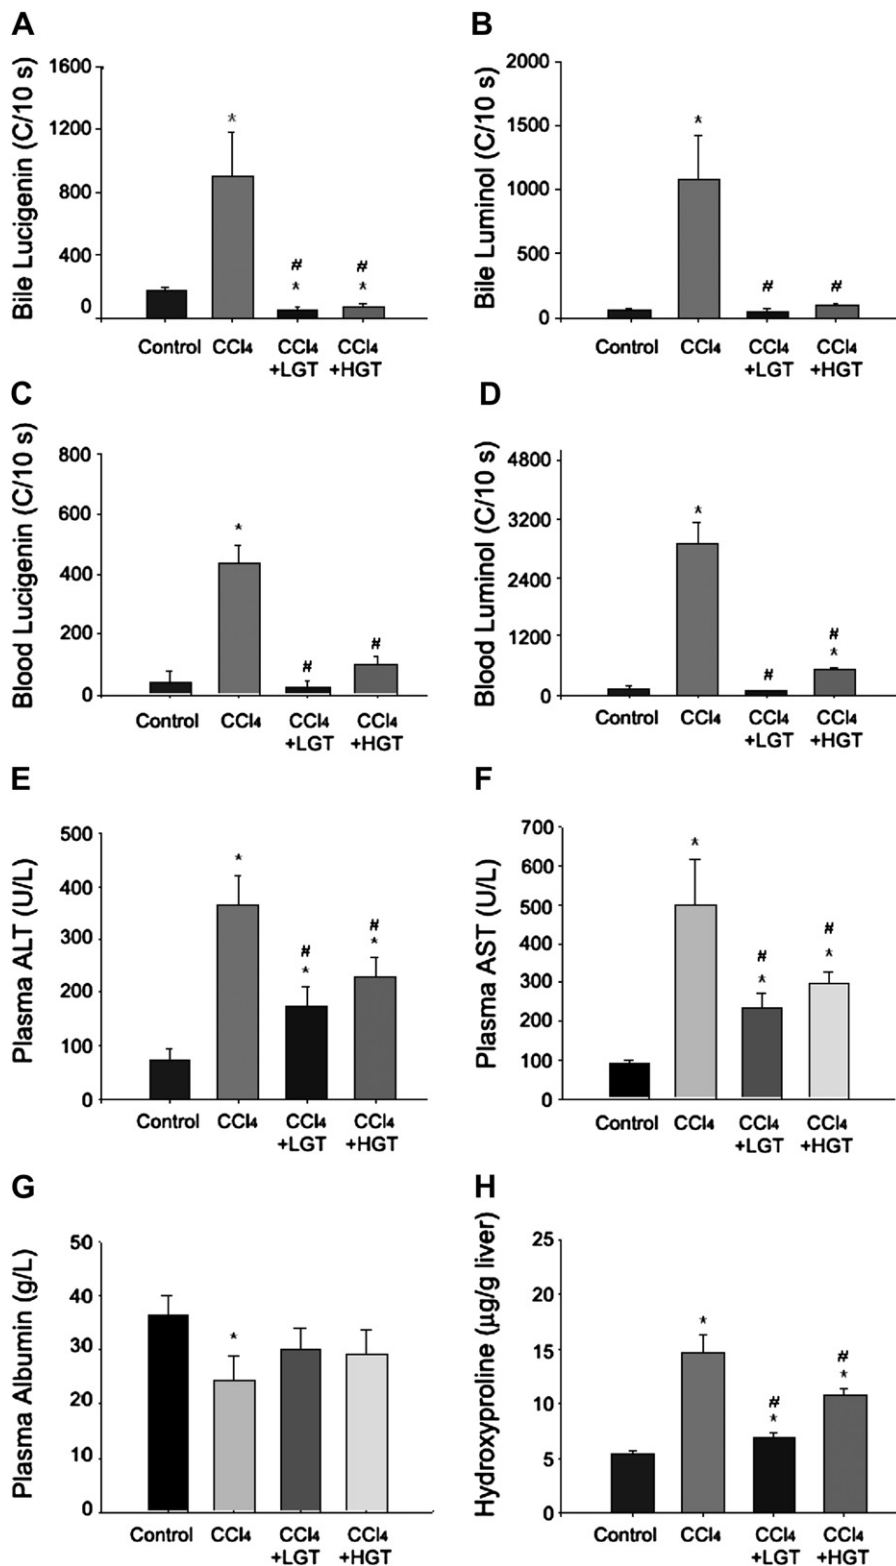 A
Bile Lucigenin (C/10 s)
1600
1200
800
400
0
*
# #
* *
Control CCl₄ CCl₄ CCl₄
+LGT +HGT
B
Bile Luminol (C/10 s)
2000
1500
1000
500
0
*
# #
Control CCl₄ CCl₄ CCl₄
+LGT +HGT
C
Blood Lucigenin (C/10 s)
800
600
400
200
0
*
# #
Control CCl₄ CCl₄ CCl₄
+LGT +HGT
D
Blood Luminol (C/10 s)
4800
3200
2400
1200
0
*
# #
*
Control CCl₄ CCl₄ CCl₄
+LGT +HGT
E
Plasma ALT (U/L)
500
400
300
200
100
0
*
# #
* *
Control CCl₄ CCl₄ CCl₄
+LGT +HGT
F
Plasma AST (U/L)
700
600
500
400
300
200
100
0
*
# #
* *
Control CCl₄ CCl₄ CCl₄
+LGT +HGT
G
Plasma Albumin (g/L)
50
40
30
20
10
0
*
Control CCl₄ CCl₄ CCl₄
+LGT +HGT
H
Hydroxyproline (µg/g liver)
25
20
15
10
5
0
*
# #
* *
Control CCl₄ CCl₄ CCl₄
+LGT +HGT